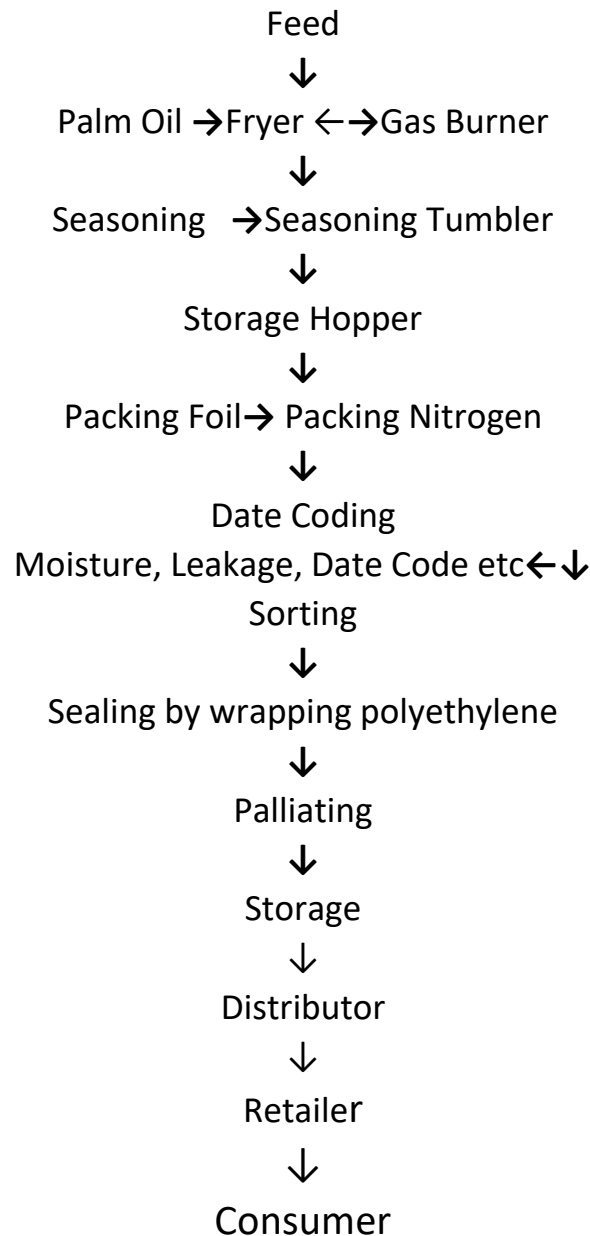 Feed
↓
Palm Oil →Fryer ←→Gas Burner
↓
Seasoning →Seasoning Tumbler
↓
Storage Hopper
↓
Packing Foil→ Packing Nitrogen
↓
Date Coding
Moisture, Leakage, Date Code etc←↓
Sorting
↓
Sealing by wrapping polyethylene
↓
Palliating
↓
Storage
↓
Distributor
↓
Retailer
↓
Consumer